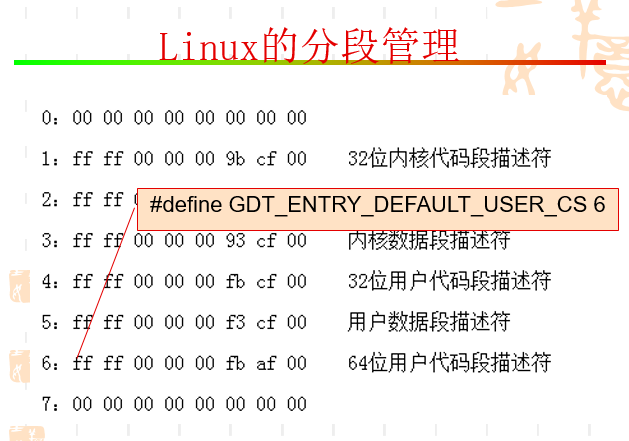 Linux的分段管理
0: 00 00 00 00 00 00 00 00
1: ff ff 00 00 00 9b cf 00 32位内核代码段描述符
2: ff ff
#define GDT_ENTRY_DEFAULT_USER_CS 6
3: ff ff 00 00 00 93 cf 00 内核数据段描述符
4: ff ff 00 00 00 fb cf 00 32位用户代码段描述符
5: ff ff 00 00 00 f3 cf 00 用户数据段描述符
6: ff ff 00 00 00 fb af 00 64位用户代码段描述符
7: 00 00 00 00 00 00 00 00